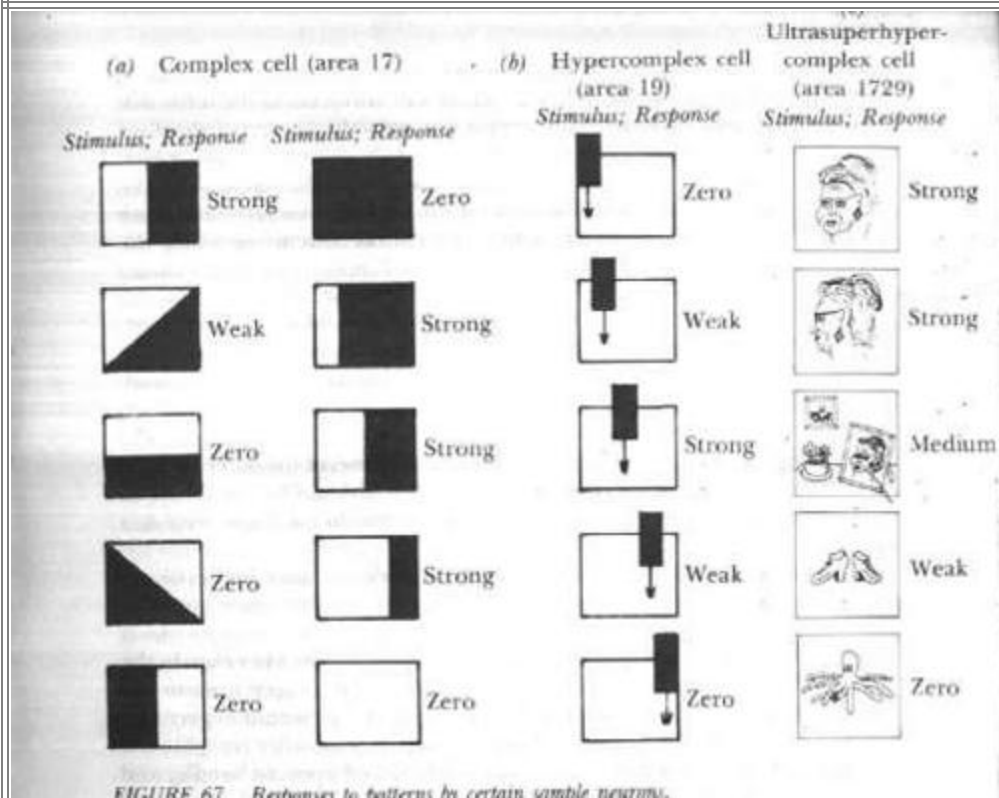 Ultrasuperhyper-
(a) Complex cell (area 17) (b) Hypercomplex cell complex cell
(area 19) (area 1729)
Stimulus; Response Stimulus; Response Stimulus; Response Stimulus; Response
Strong Zero Zero Strong
Weak Strong Weak Strong
Zero Strong Strong Medium
Zero Strong Weak Weak
Zero Zero Zero Zero
FIGURE 67. Responses to patterns by certain sample neurons.